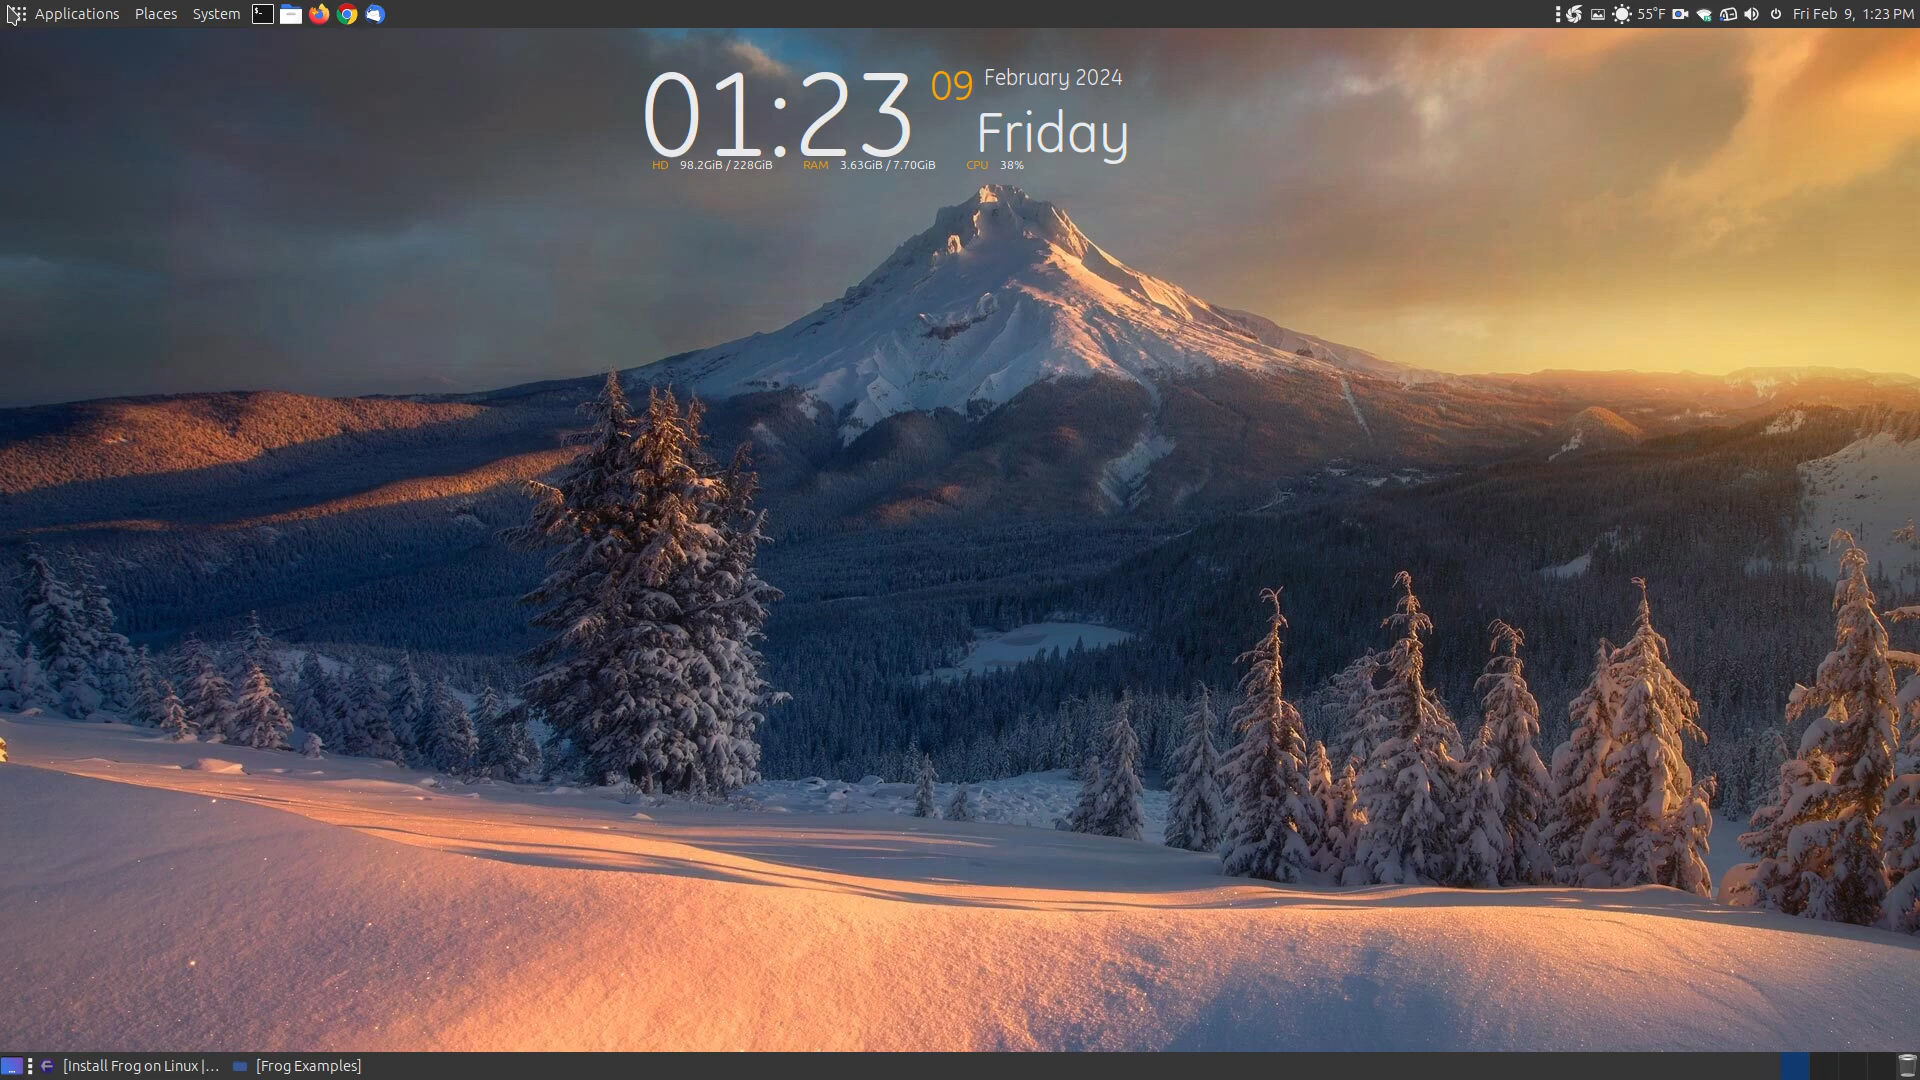 Applications Places System 55°F Fri Feb 9, 1:23 PM
01:23 09 February 2024
Friday
HD 98.2GiB / 228GiB RAM 3.63GiB / 7.70GiB CPU 38%
[Install Frog on Linux |... [Frog Examples]